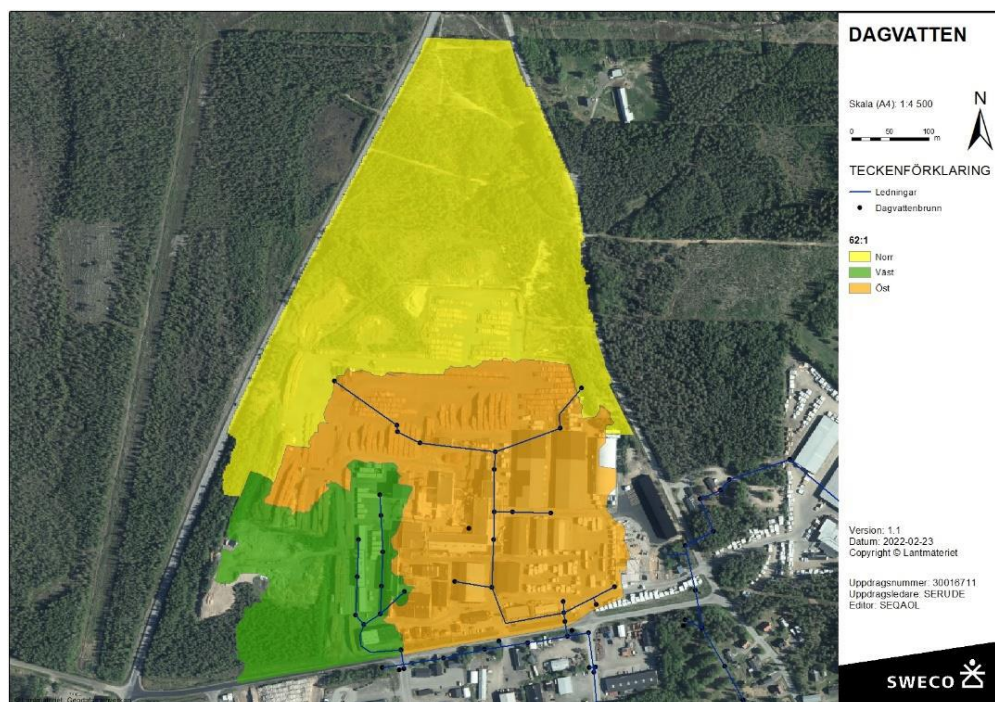 DAGVATTEN
Skala (A4): 1:4 500
N
0 50 100
m
TECKENFÖRKLARING
Ledningar
Dagvattenbrunn
62:1
Norr
Väst
Öst
Version: 1.1
Datum: 2022-02-23
Copyright © Lantmäteriet
Uppdragsnummer: 30016711
Uppdragsledare: SERUDE
Editor: SEQAOL
SWECO